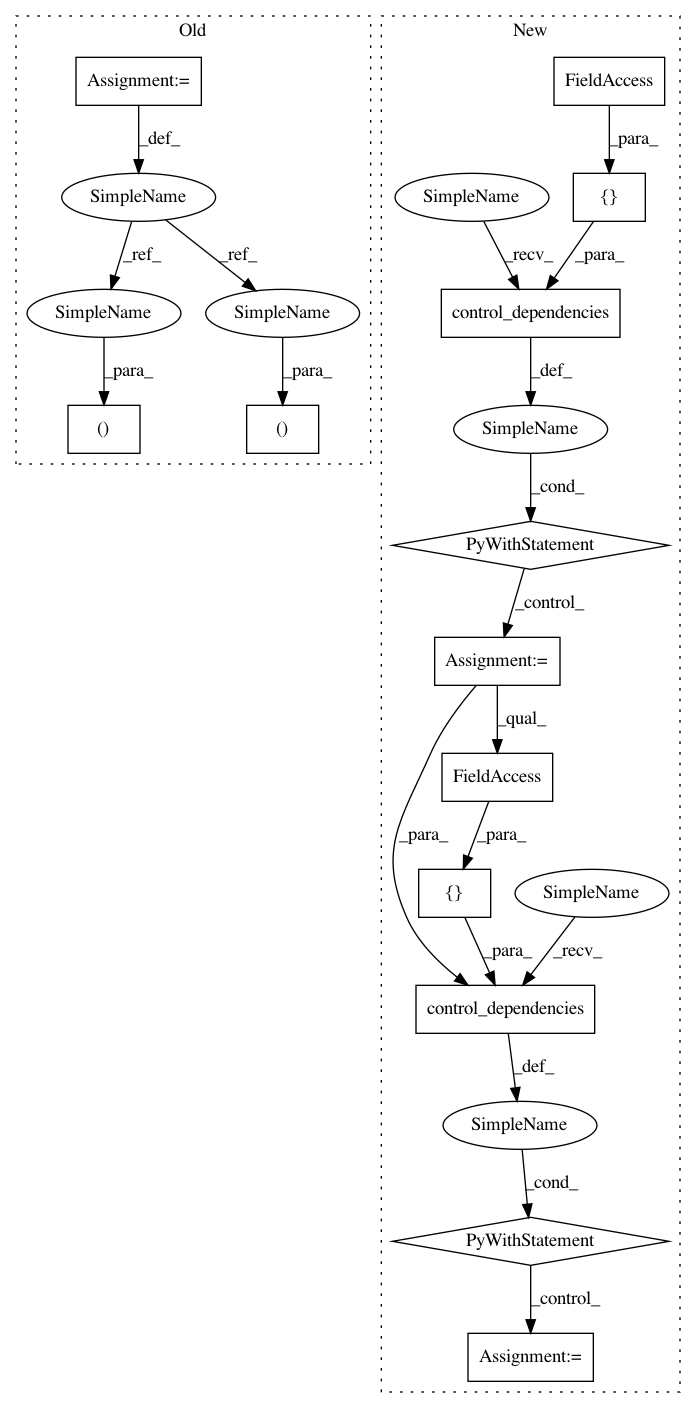 Old
New
Assignment:=
FieldAccess
_def_
_para_
SimpleName
SimpleName
{}
_ref_
_ref_
_recv_
_para_
SimpleName
SimpleName
control_dependencies
_para_
_para_
_def_
()
()
SimpleName
_cond_
PyWithStatement
_control_
Assignment:=
_qual_
FieldAccess
_para_
_para_
{}
SimpleName
_para_
_recv_
control_dependencies
_def_
SimpleName
_cond_
PyWithStatement
_control_
Assignment:=